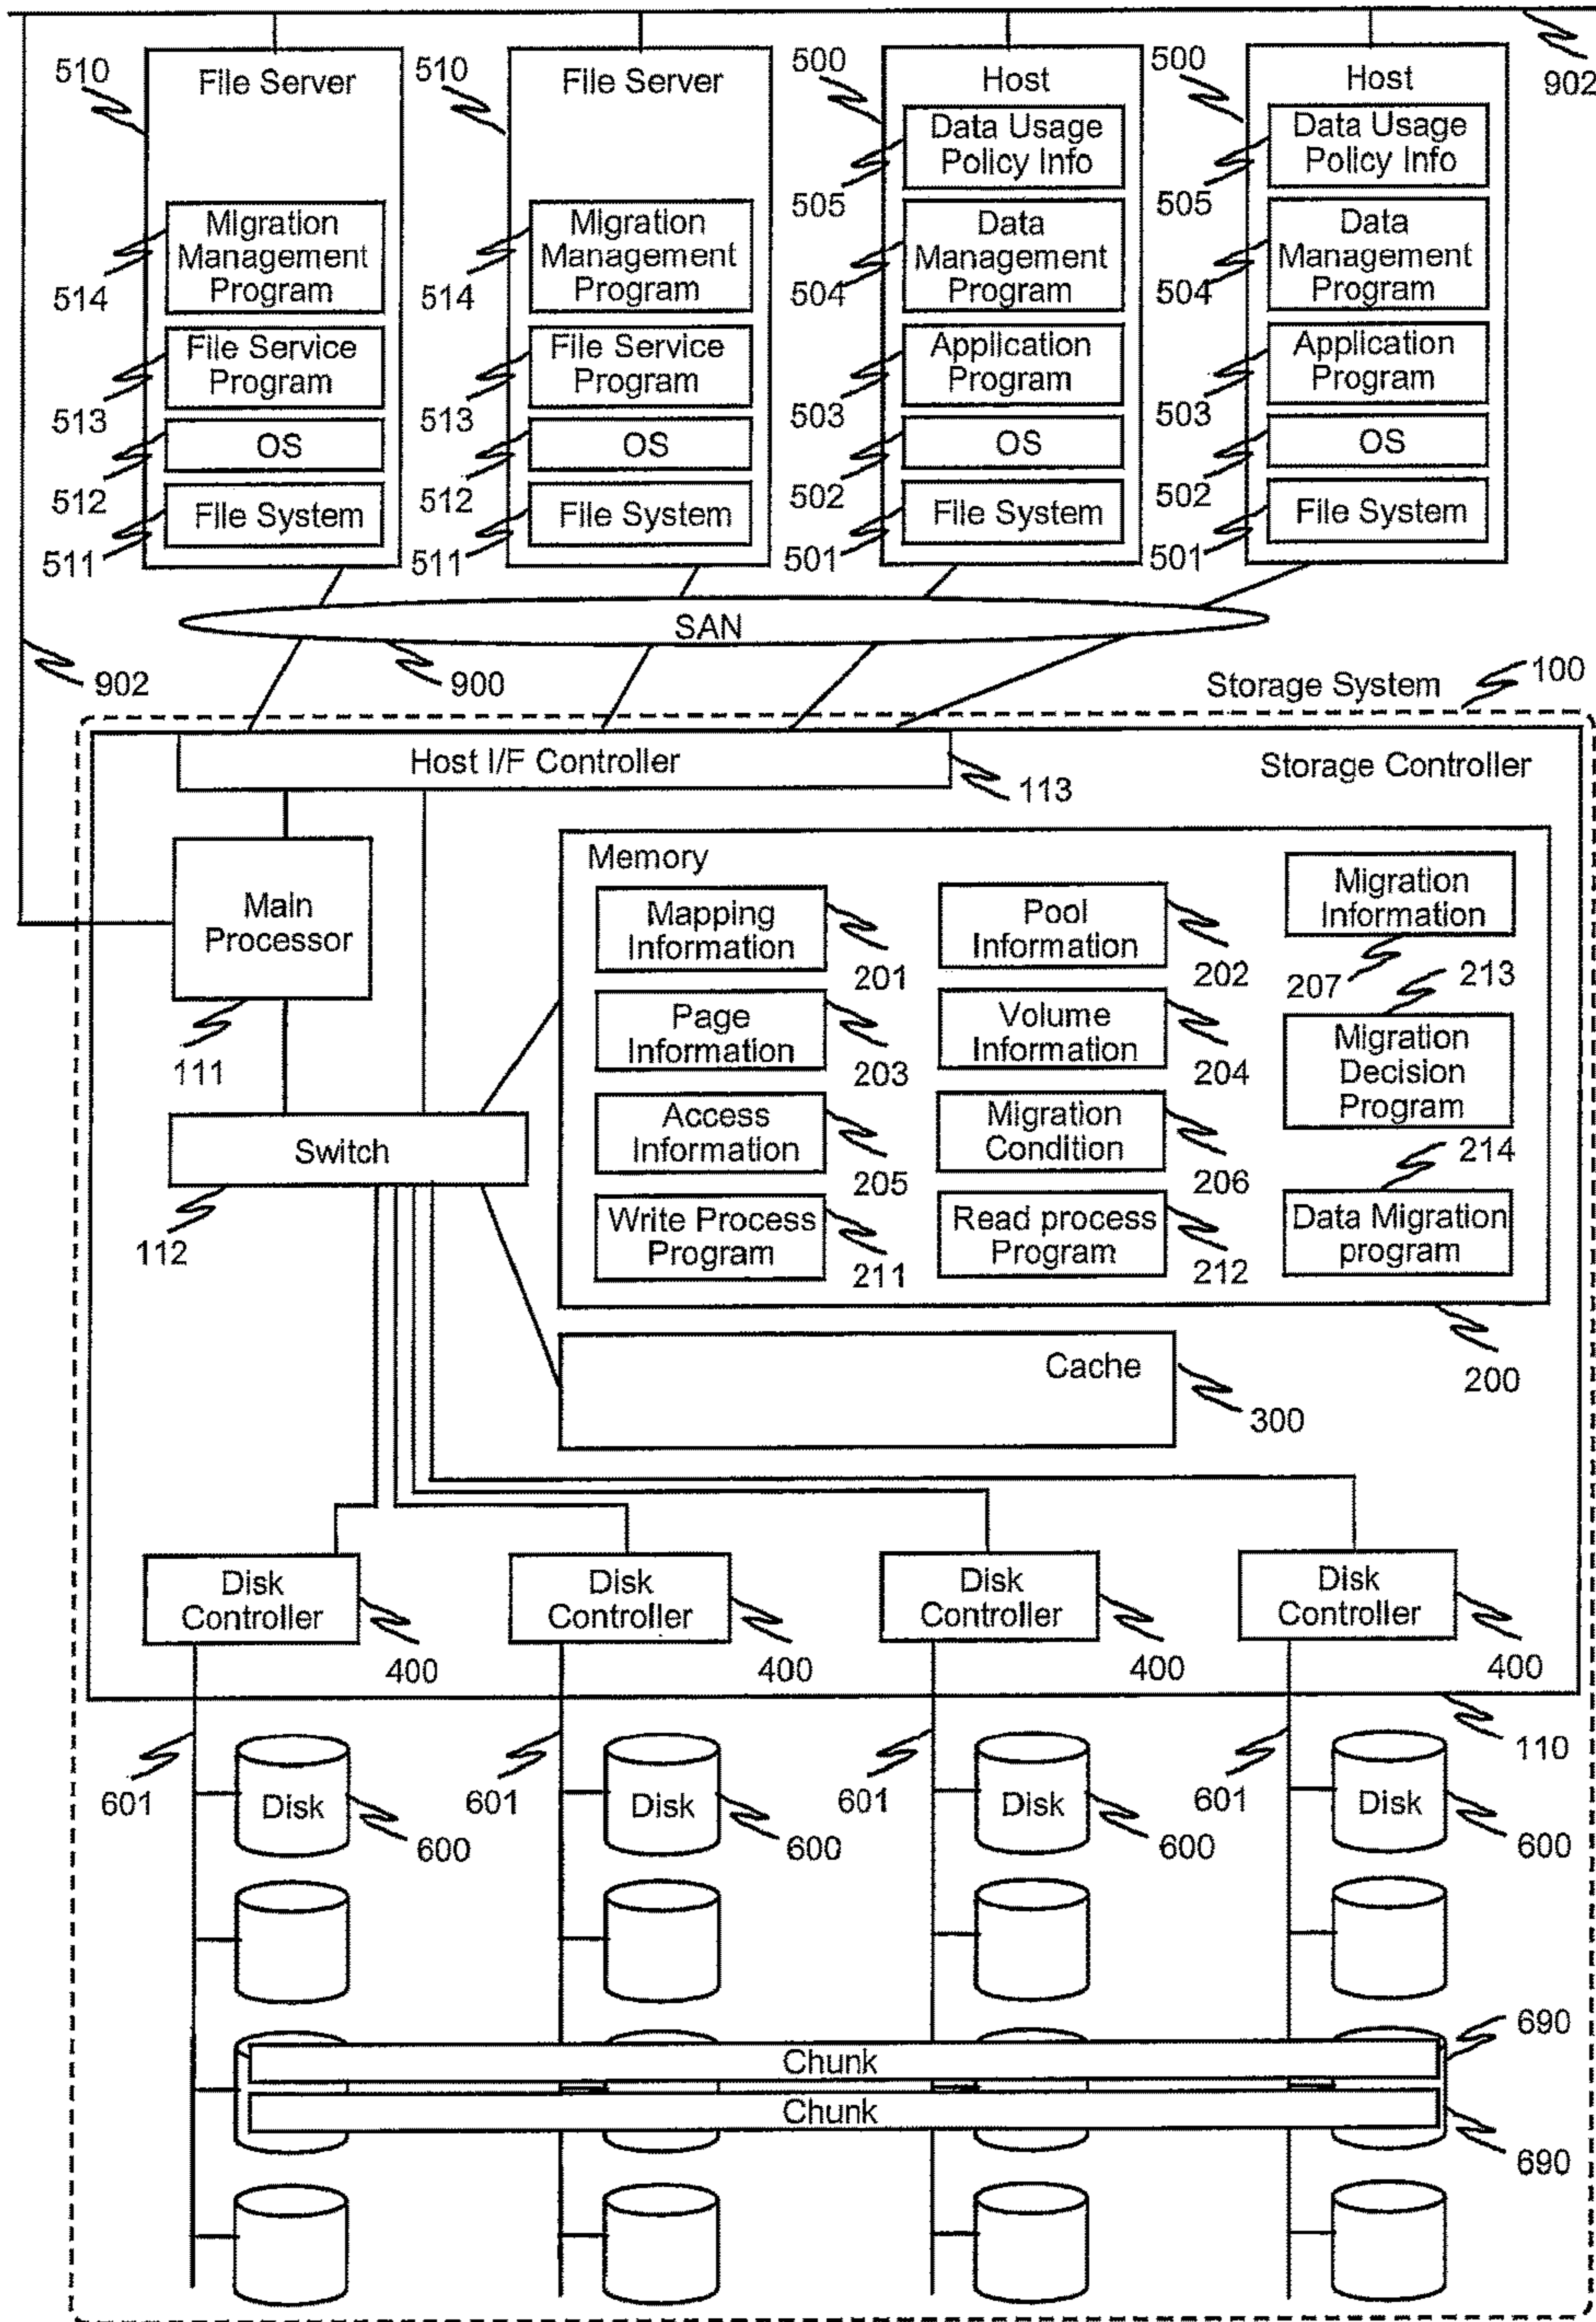 902
510
File Server
510
File Server
500
Host
500
Host
Data Usage
Policy Info
505
Data Usage
Policy Info
505
Migration
Management
Program
514
Migration
Management
Program
514
Data
Management
Program
504
Data
Management
Program
504
File Service
Program
513
File Service
Program
513
Application
Program
503
Application
Program
503
OS
512
OS
512
OS
502
OS
502
File System
511
File System
511
File System
501
File System
501
SAN
902
900
Storage System
100
Host I/F Controller
113
Storage Controller
Main
Processor
111
Switch
112
Memory
Mapping
Information
201
Pool
Information
202
Migration
Information
207
Page
Information
203
Volume
Information
204
213
Migration
Decision
Program
Access
Information
205
Migration
Condition
206
214
Write Process
Program
211
Read process
Program
212
Data Migration
program
200
Cache
300
Disk
Controller
400
Disk
Controller
400
Disk
Controller
400
Disk
Controller
400
110
601
Disk
600
601
Disk
600
601
Disk
600
601
Disk
600
690
Chunk
Chunk
690